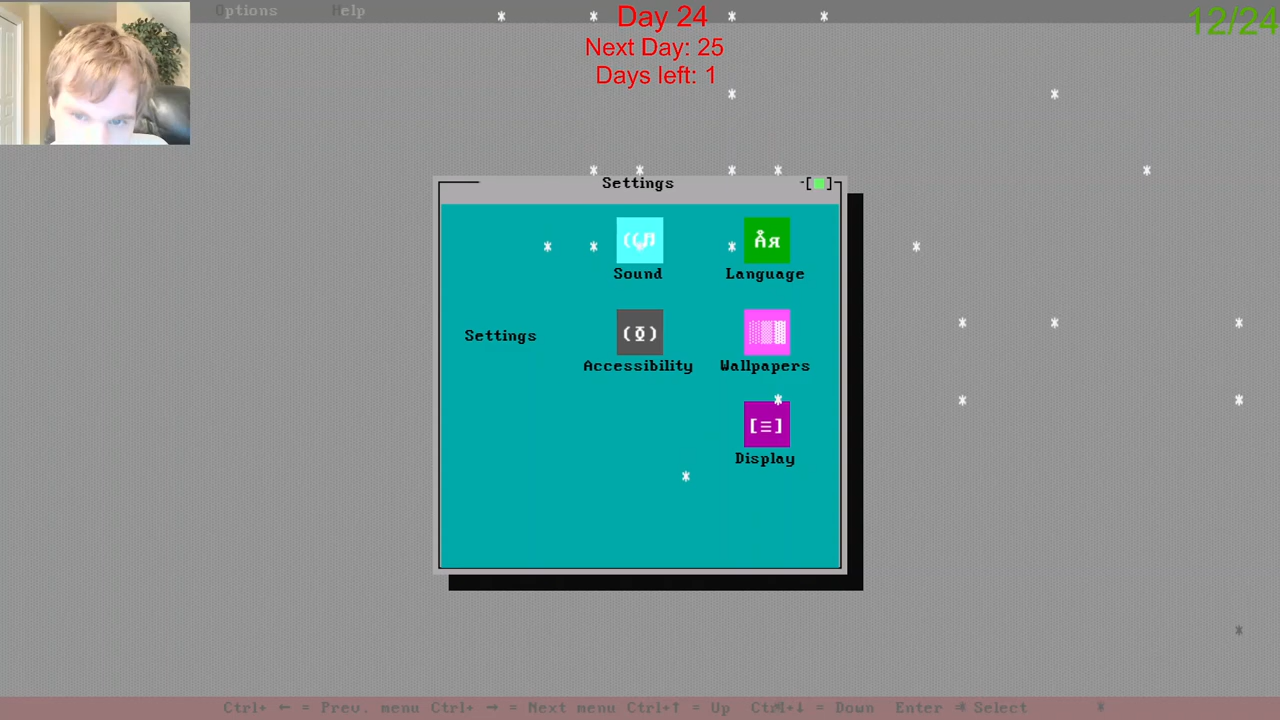 Options Help
Day 24
Next Day: 25
Days left: 1
12/24
Settings
Sound Language
Settings
Accessibility Wallpapers
Display
Ctrl+ ← = Prev. menu Ctrl+ → = Next menu Ctrl+↑ = Up Ctrl+↓ = Down Enter = Select